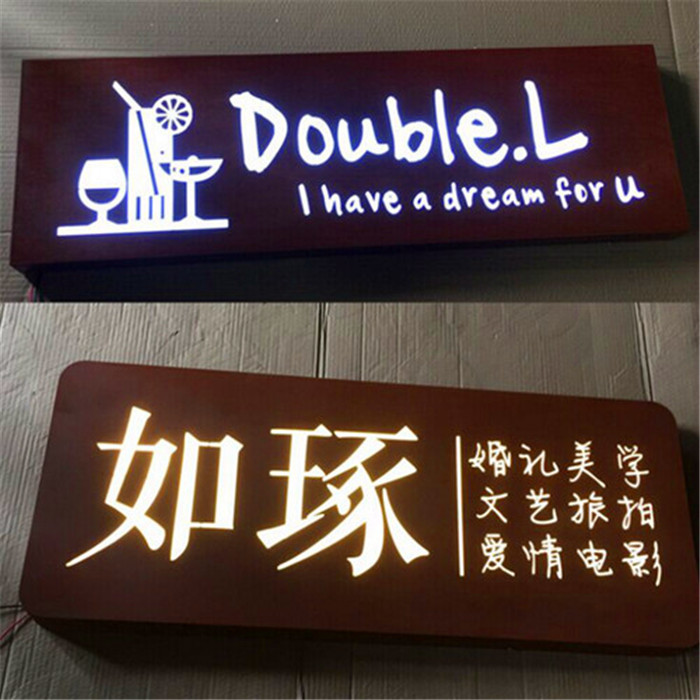 Double.L
I have a dream for u
如琢
婚礼美学
文艺旅拍
爱情电影